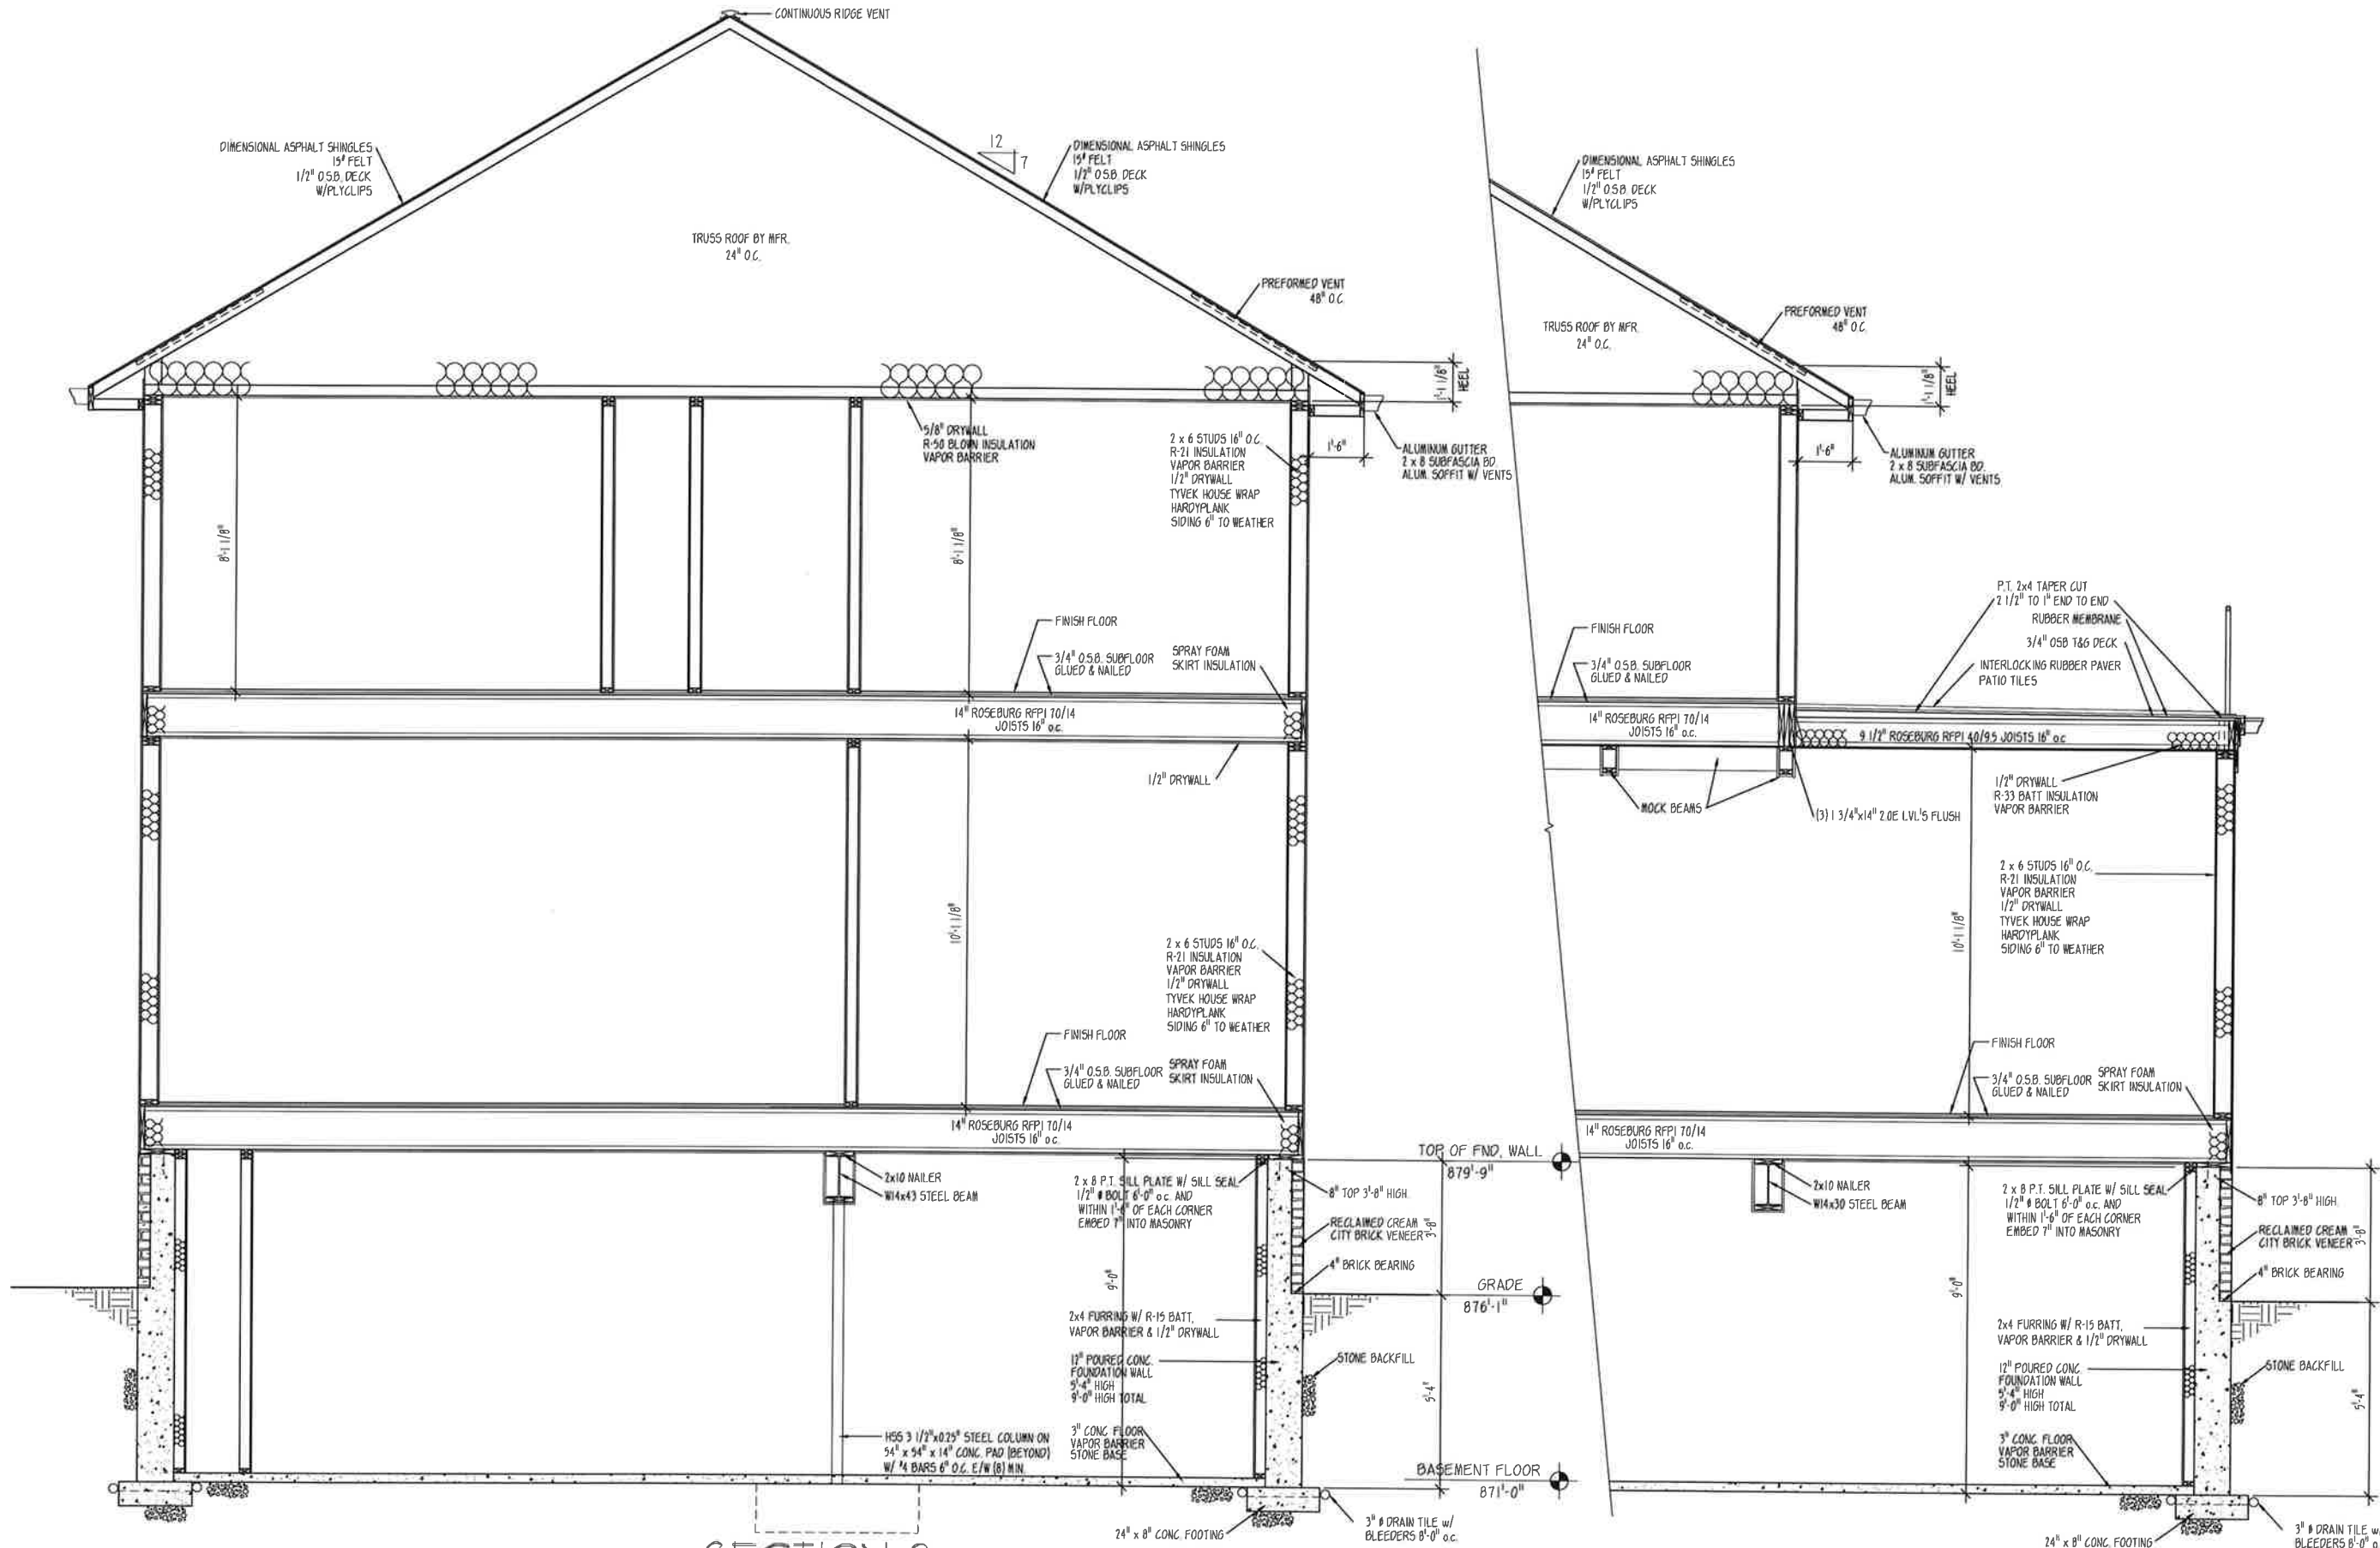 CONTINUOUS RIDGE VENT
DIMENSIONAL ASPHALT SHINGLES
15# FELT
1/2" O.S.B. DECK
W/PLYCLIPS
12
7
DIMENSIONAL ASPHALT SHINGLES
15# FELT
1/2" O.S.B. DECK
W/PLYCLIPS
TRUSS ROOF BY MFR.
24" O.C.
PREFORMED VENT
48" O.C.
1'-1 1/8"
HEEL
5/8" DRYWALL
R-50 BLOWN INSULATION
VAPOR BARRIER
2 x 6 STUDS 16" O.C.
R-21 INSULATION
VAPOR BARRIER
1/2" DRYWALL
TYVEK HOUSE WRAP
HARDYPLANK
SIDING 6" TO WEATHER
1'-6"
ALUMINUM GUTTER
2 x 8 SUBFASCIA BD.
ALUM. SOFFIT W/ VENTS
8'-1 1/8"
8'-1 1/8"
FINISH FLOOR
3/4" O.S.B. SUBFLOOR
GLUED & NAILED
SPRAY FOAM
SKIRT INSULATION
14" ROSEBURG RFPI 70/14
JOISTS 16" o.c.
1/2" DRYWALL
10'-1 1/8"
2 x 6 STUDS 16" O.C.
R-21 INSULATION
VAPOR BARRIER
1/2" DRYWALL
TYVEK HOUSE WRAP
HARDYPLANK
SIDING 6" TO WEATHER
FINISH FLOOR
3/4" O.S.B. SUBFLOOR
GLUED & NAILED
SPRAY FOAM
SKIRT INSULATION
14" ROSEBURG RFPI 70/14
JOISTS 16" o.c.
2x10 NAILER
W14x43 STEEL BEAM
2 x 8 P.T. SILL PLATE W/ SILL SEAL
1/2" ø BOLT 6'-0" o.c. AND
WITHIN 1'-6" OF EACH CORNER
EMBED 7" INTO MASONRY
8" TOP 3'-8" HIGH.
RECLAIMED CREAM
CITY BRICK VENEER
3'-8"
4" BRICK BEARING
9'-0"
2x4 FURRING W/ R-15 BATT,
VAPOR BARRIER & 1/2" DRYWALL
12" POURED CONC.
FOUNDATION WALL
5'-4" HIGH
9'-0" HIGH TOTAL
STONE BACKFILL
5'-4"
HSS 3 1/2"x0.25" STEEL COLUMN ON
54" x 54" x 14" CONC. PAD (BEYOND)
W/ #4 BARS 6" O.C. E/W (8) MIN.
3" CONC FLOOR
VAPOR BARRIER
STONE BASE
24" x 8" CONC. FOOTING
3" ø DRAIN TILE w/
BLEEDERS 8'-0" o.c.
TOP OF FND. WALL
879'-9"
GRADE
876'-1"
BASEMENT FLOOR
871'-0"
DIMENSIONAL ASPHALT SHINGLES
15# FELT
1/2" O.S.B. DECK
W/PLYCLIPS
TRUSS ROOF BY MFR.
24" O.C.
PREFORMED VENT
48" O.C.
1'-1 1/8"
HEEL
1'-6"
ALUMINUM GUTTER
2 x 8 SUBFASCIA BD.
ALUM. SOFFIT W/ VENTS
P.T. 2x4 TAPER CUT
2 1/2" TO 1" END TO END
RUBBER MEMBRANE
3/4" OSB T&G DECK
INTERLOCKING RUBBER PAVER
PATIO TILES
FINISH FLOOR
3/4" O.S.B. SUBFLOOR
GLUED & NAILED
14" ROSEBURG RFPI 70/14
JOISTS 16" o.c.
9 1/2" ROSEBURG RFPI 40/9.5 JOISTS 16" o.c
MOCK BEAMS
(3) 1 3/4"x14" 2.0E L.V.L.'S FLUSH
1/2" DRYWALL
R-33 BATT INSULATION
VAPOR BARRIER
2 x 6 STUDS 16" O.C.
R-21 INSULATION
VAPOR BARRIER
1/2" DRYWALL
TYVEK HOUSE WRAP
HARDYPLANK
SIDING 6" TO WEATHER
10'-1 1/8"
FINISH FLOOR
3/4" O.S.B. SUBFLOOR
GLUED & NAILED
SPRAY FOAM
SKIRT INSULATION
14" ROSEBURG RFPI 70/14
JOISTS 16" o.c.
2x10 NAILER
W14x30 STEEL BEAM
2 x 8 P.T. SILL PLATE W/ SILL SEAL
1/2" ø BOLT 6'-0" o.c. AND
WITHIN 1'-6" OF EACH CORNER
EMBED 7" INTO MASONRY
8" TOP 3'-8" HIGH.
RECLAIMED CREAM
CITY BRICK VENEER
3'-8"
4" BRICK BEARING
9'-0"
2x4 FURRING W/ R-15 BATT,
VAPOR BARRIER & 1/2" DRYWALL
12" POURED CONC.
FOUNDATION WALL
5'-4" HIGH
9'-0" HIGH TOTAL
STONE BACKFILL
5'-4"
3" CONC. FLOOR
VAPOR BARRIER
STONE BASE
24" x 8" CONC. FOOTING
3" ø DRAIN TILE w/
BLEEDERS 8'-0"
SECTION